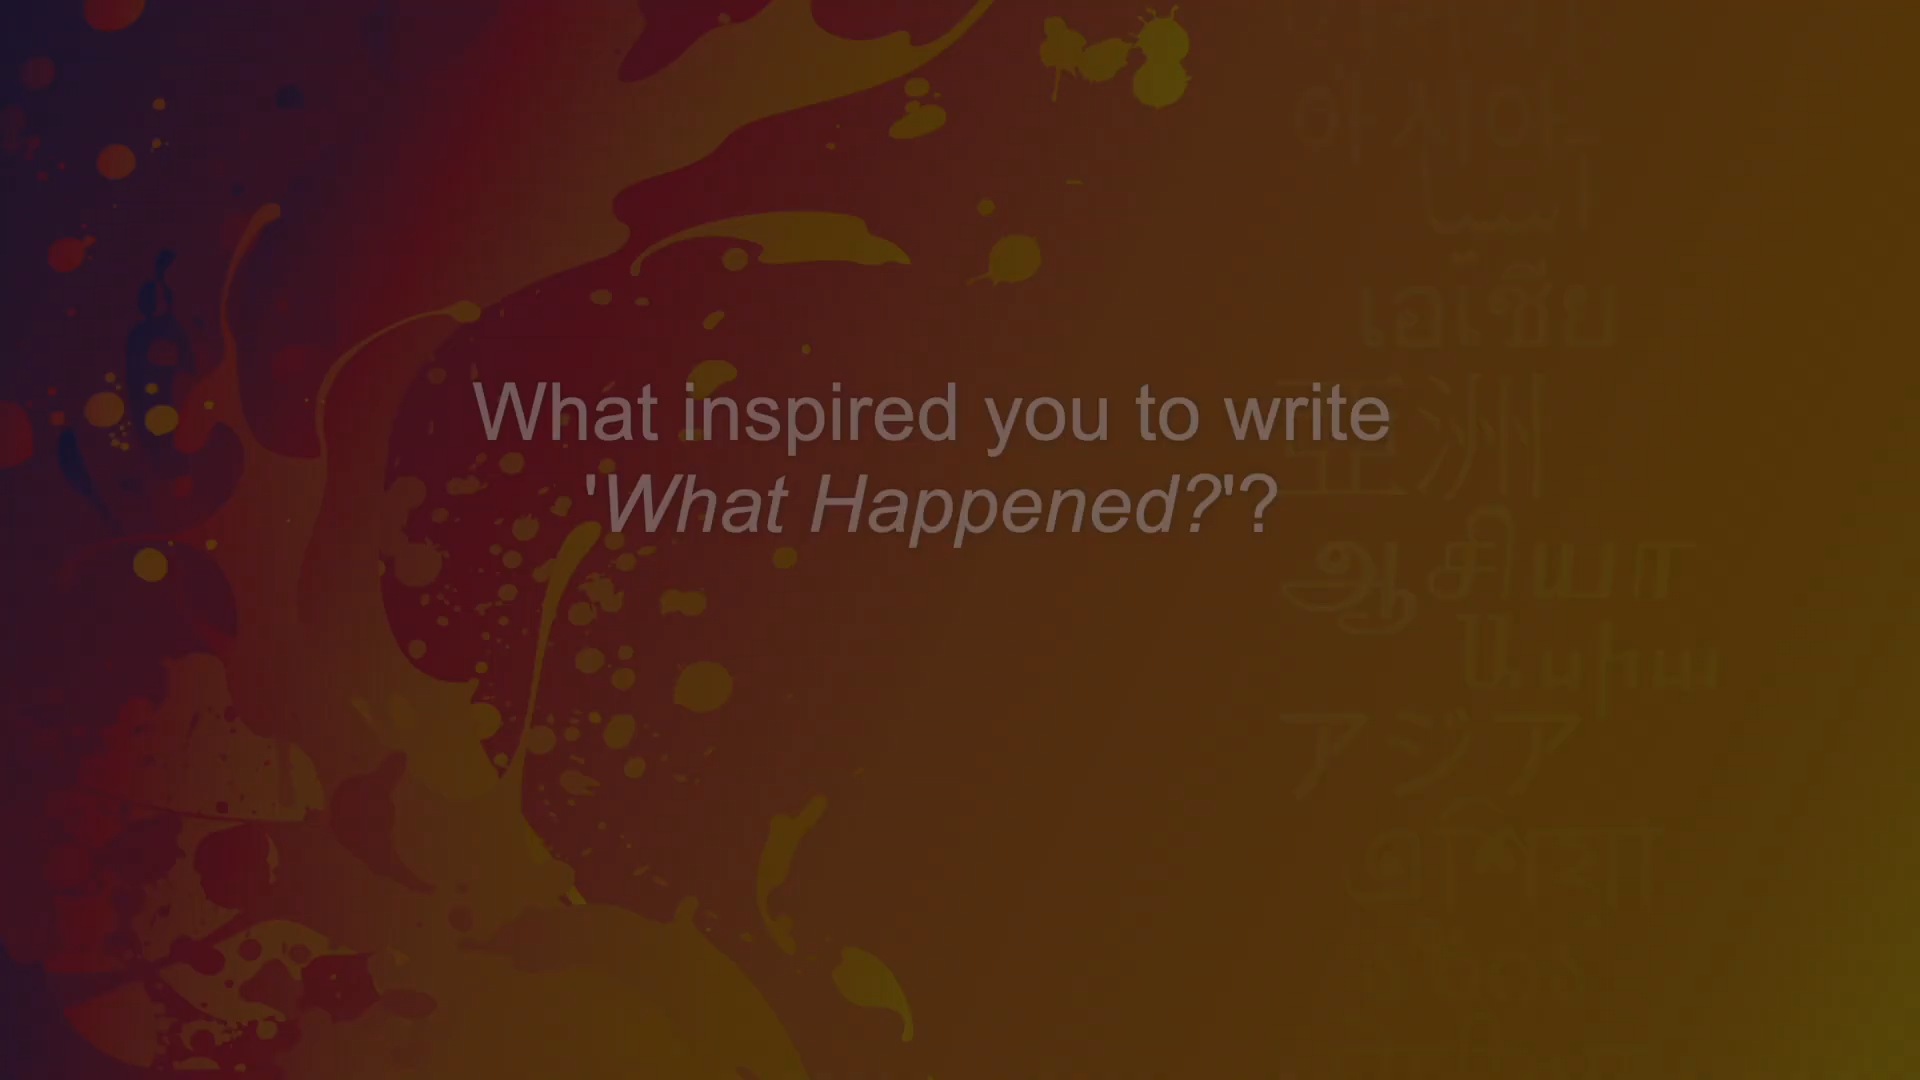 아시아
เอเชีย
What inspired you to write
亞洲
'What Happened?'?
ஆசியா
アジア
এশিয়া